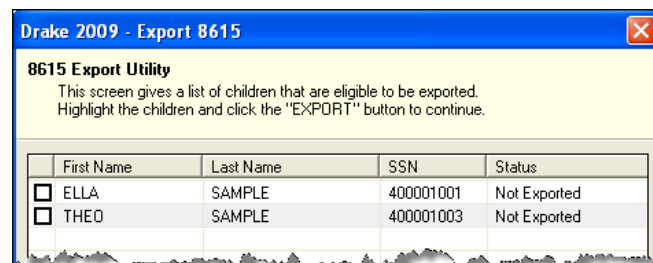 Drake 2009 - Export 8615
8615 Export Utility
This screen gives a list of children that are eligible to be exported.
Highlight the children and click the "EXPORT" button to continue.
First Name Last Name SSN Status
ELLA SAMPLE 400001001 Not Exported
THEO SAMPLE 400001003 Not Exported